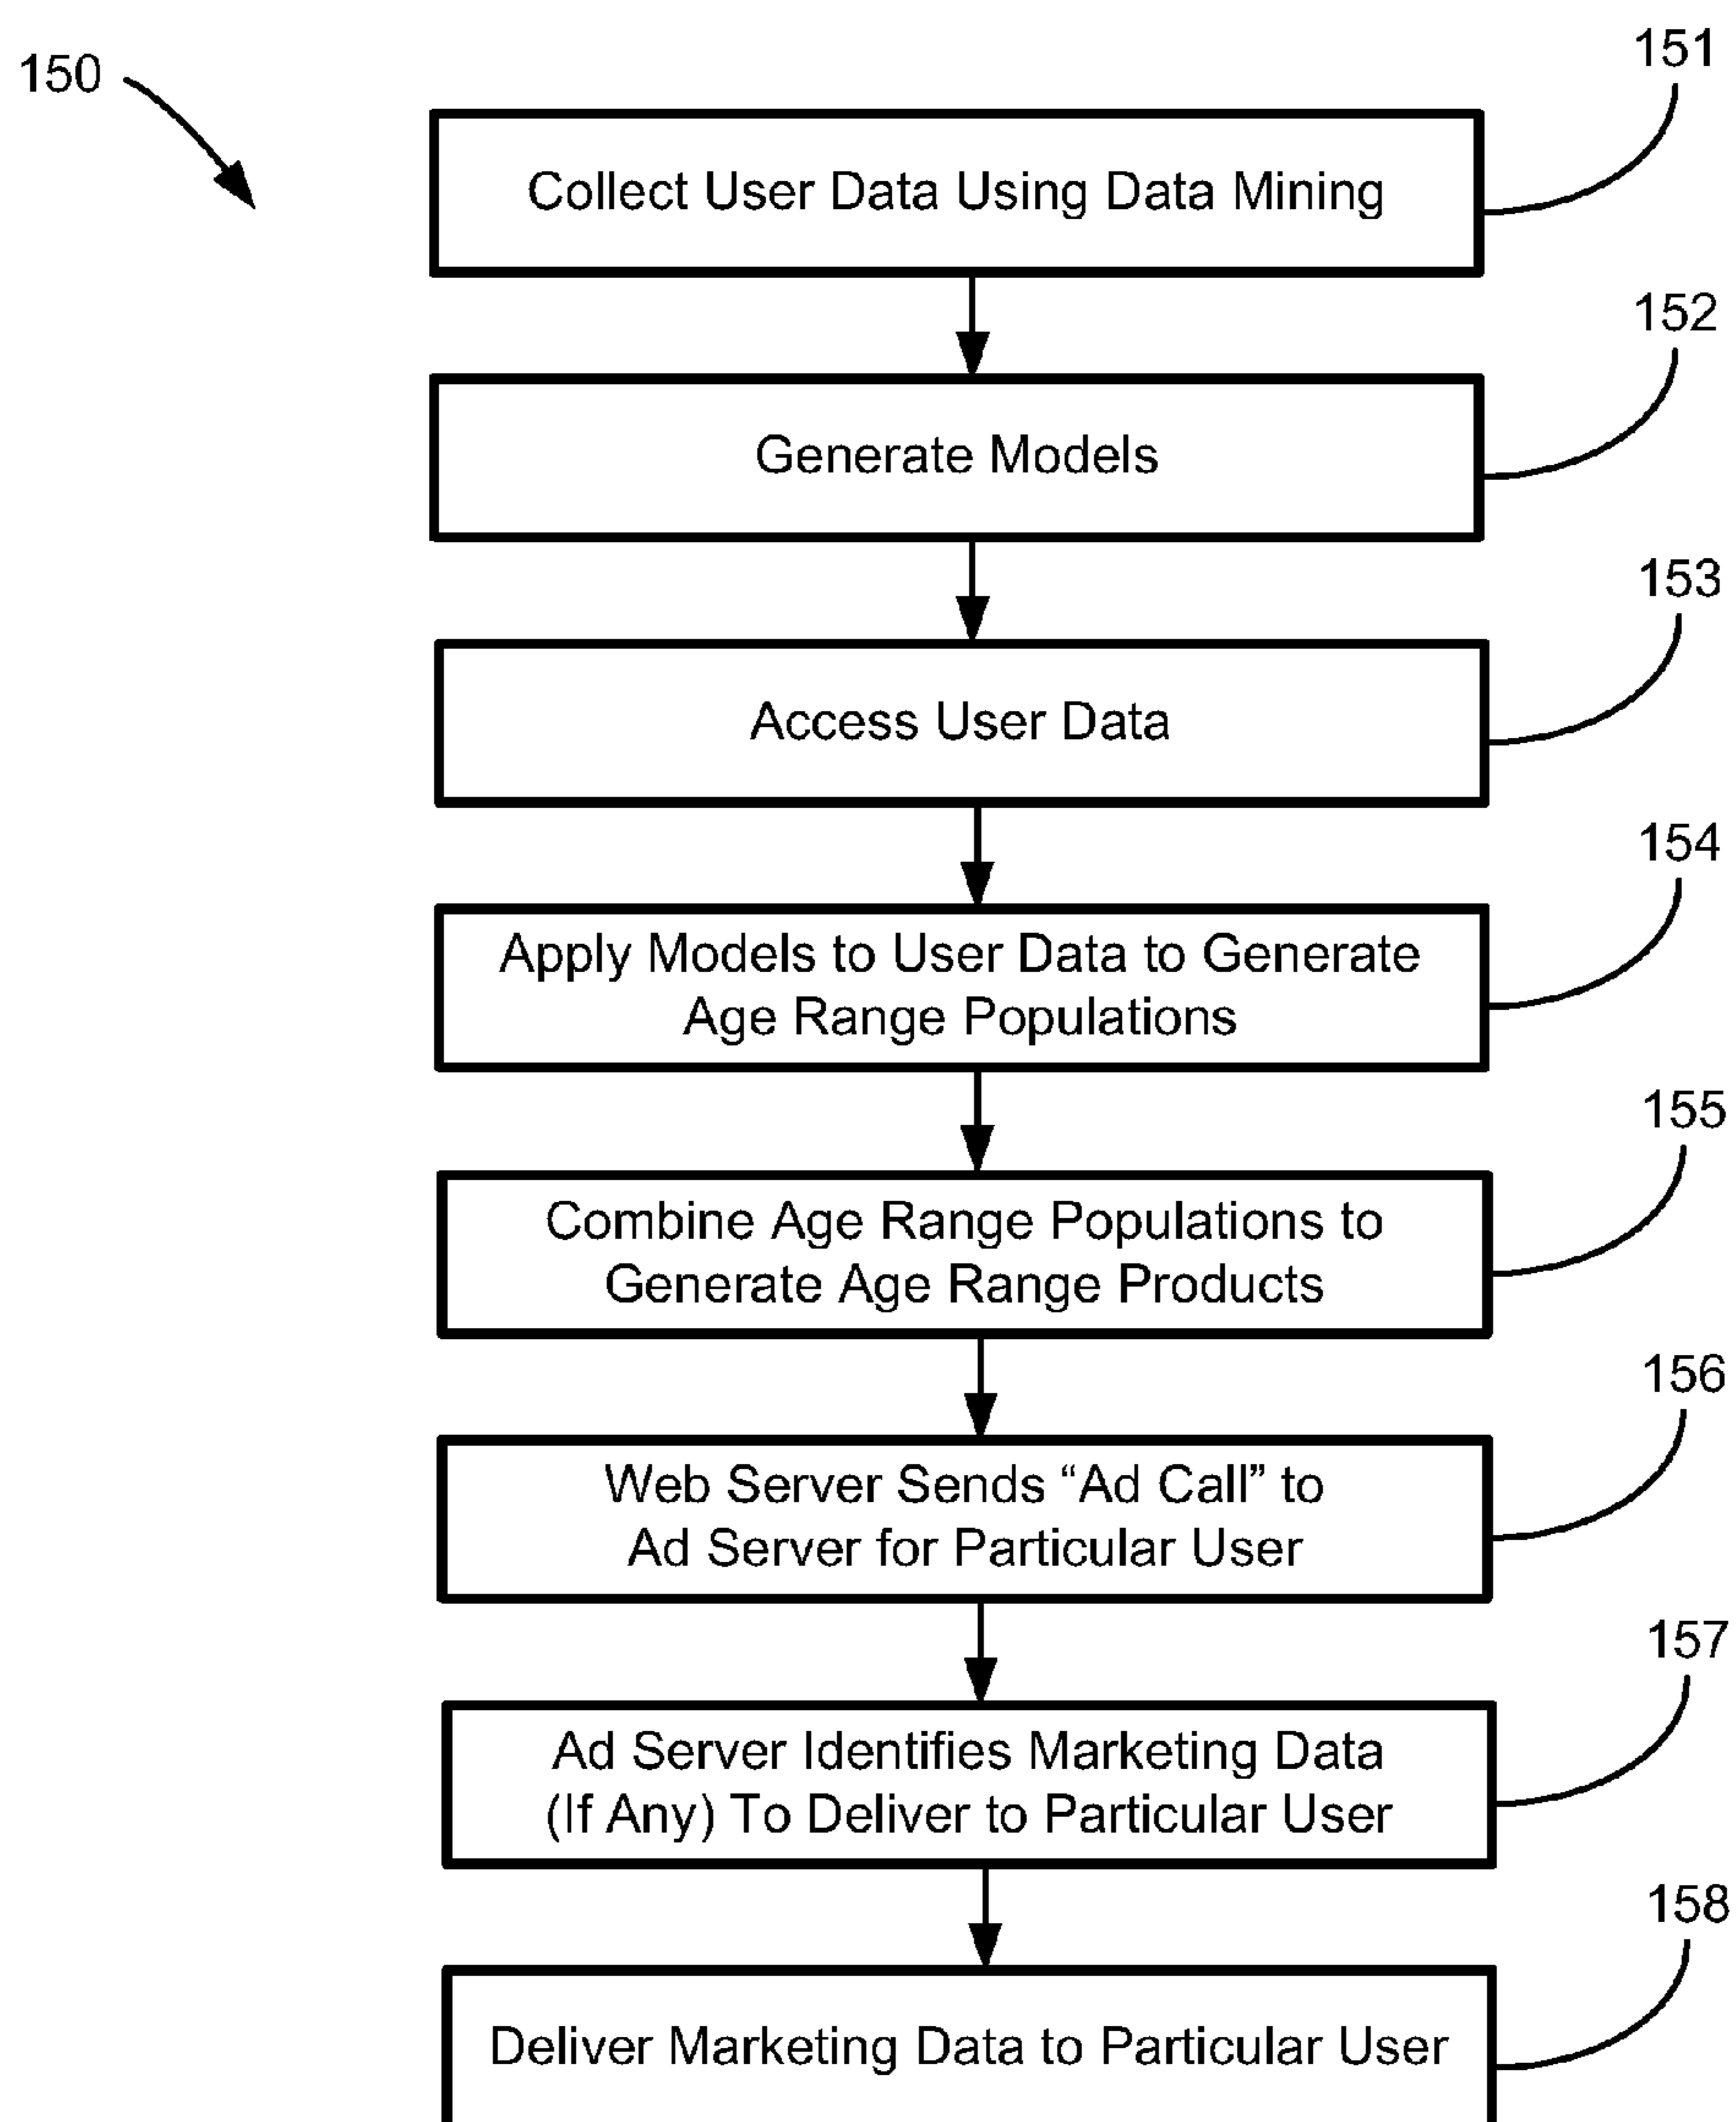 150
151
Collect User Data Using Data Mining
152
Generate Models
153
Access User Data
154
Apply Models to User Data to Generate
Age Range Populations
155
Combine Age Range Populations to
Generate Age Range Products
156
Web Server Sends “Ad Call” to
Ad Server for Particular User
157
Ad Server Identifies Marketing Data
(If Any) To Deliver to Particular User
158
Deliver Marketing Data to Particular User